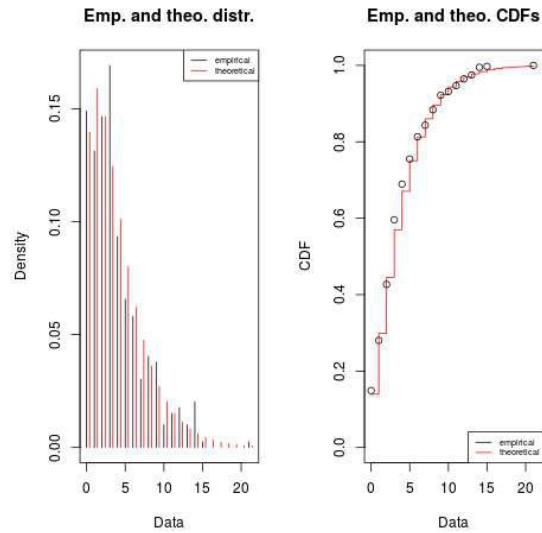 Emp. and theo. distr.
empirical
theoretical
Density
0.00
0.05
0.10
0.15
0 5 10 15 20
Data
Emp. and theo. CDFs
CDF
0.0
0.2
0.4
0.6
0.8
1.0
empirical
theoretical
0 5 10 15 20
Data